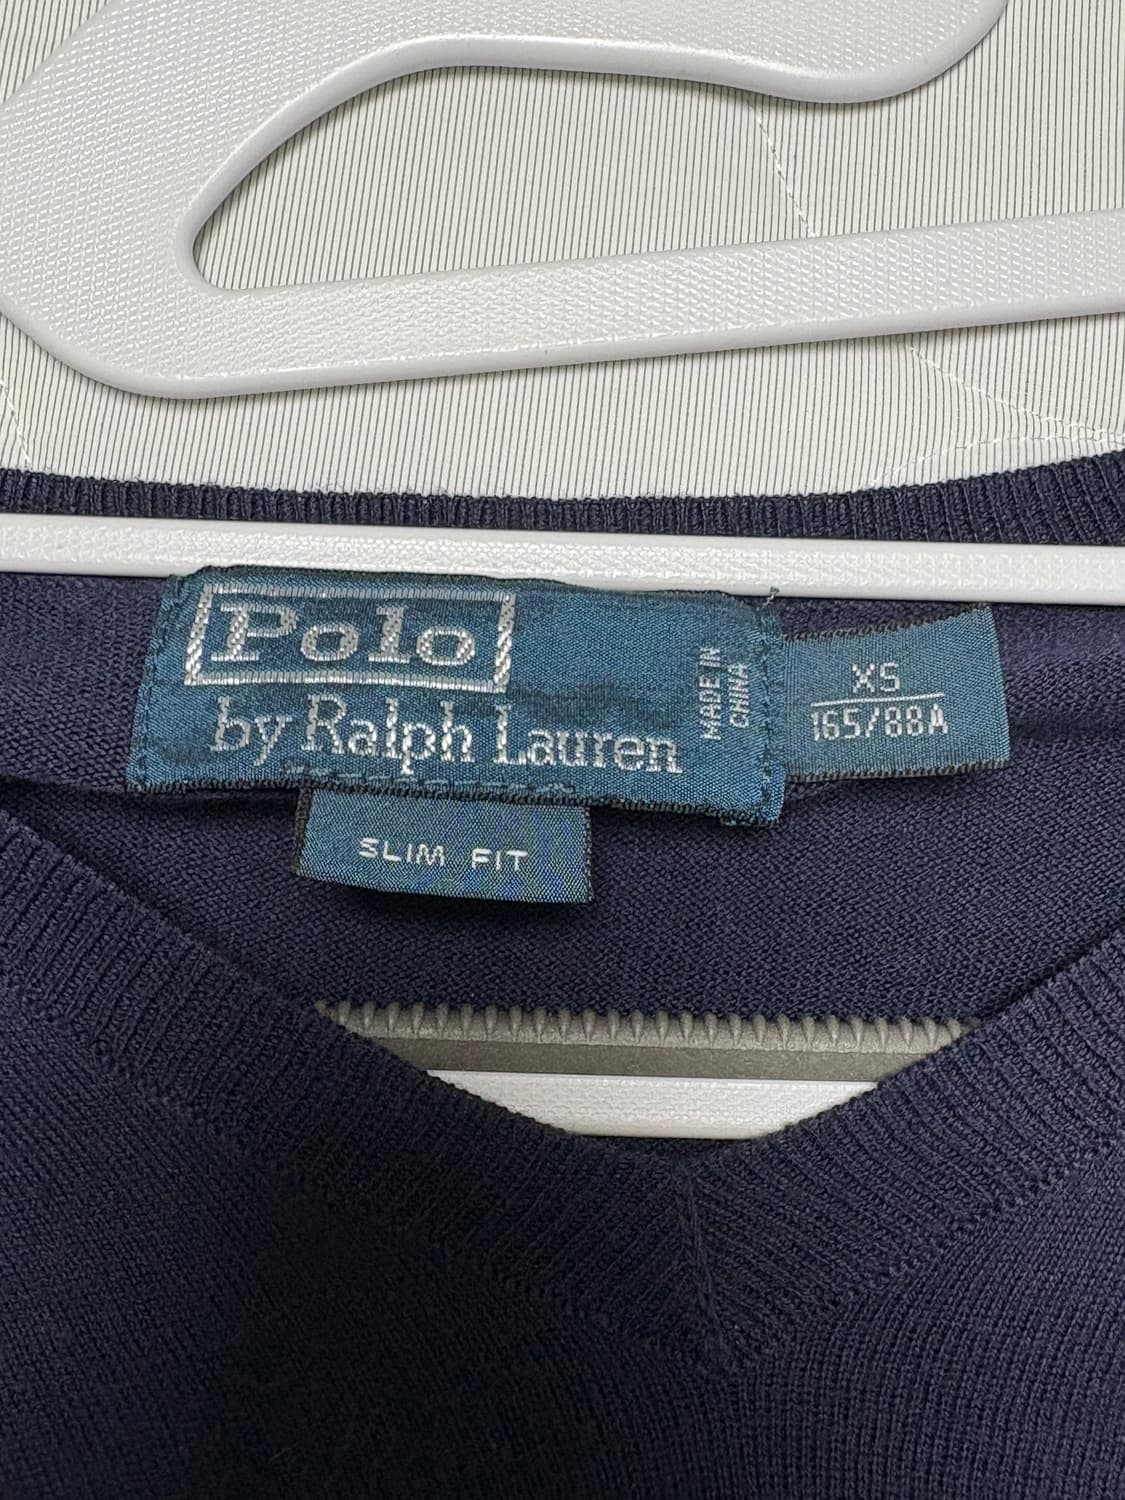 Polo
by Ralph Lauren
MADE IN
CHINA
XS
165/88A
SLIM FIT